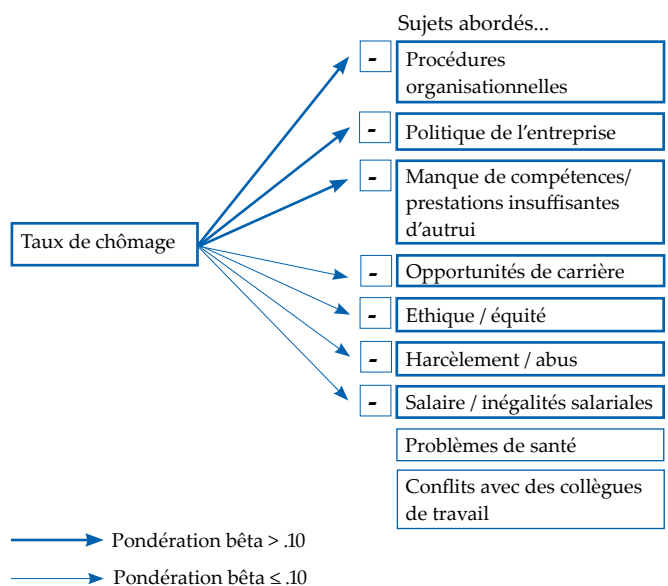 Sujets abordés...
-
Procédures
organisationnelles
-
Politique de l'entreprise
-
Manque de compétences/
prestations insuffisantes
d'autrui
Taux de chômage
-
Opportunités de carrière
-
Ethique / équité
-
Harcèlement / abus
-
Salaire / inégalités salariales
Problèmes de santé
Conflits avec des collègues
de travail
Pondération bêta > .10
Pondération bêta ≤ .10